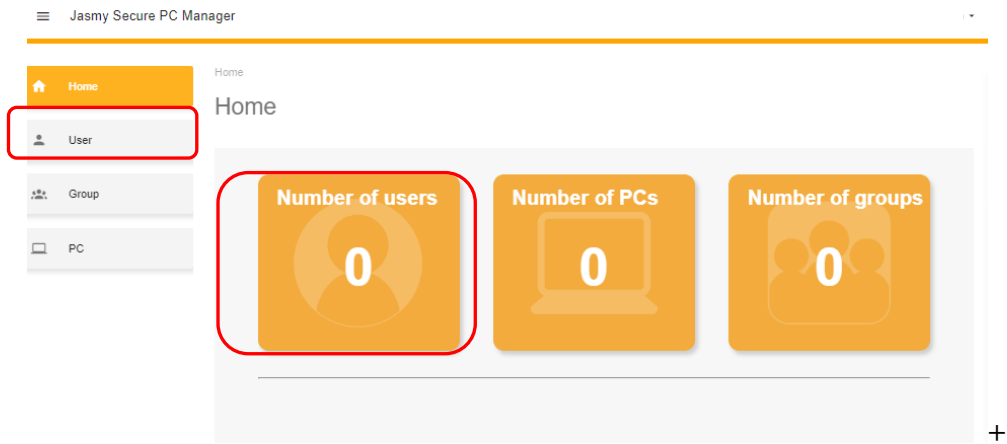 Jasmy Secure PC Manager
Home
User
Group
PC
Home
Home
Number of users
0
Number of PCs
0
Number of groups
0